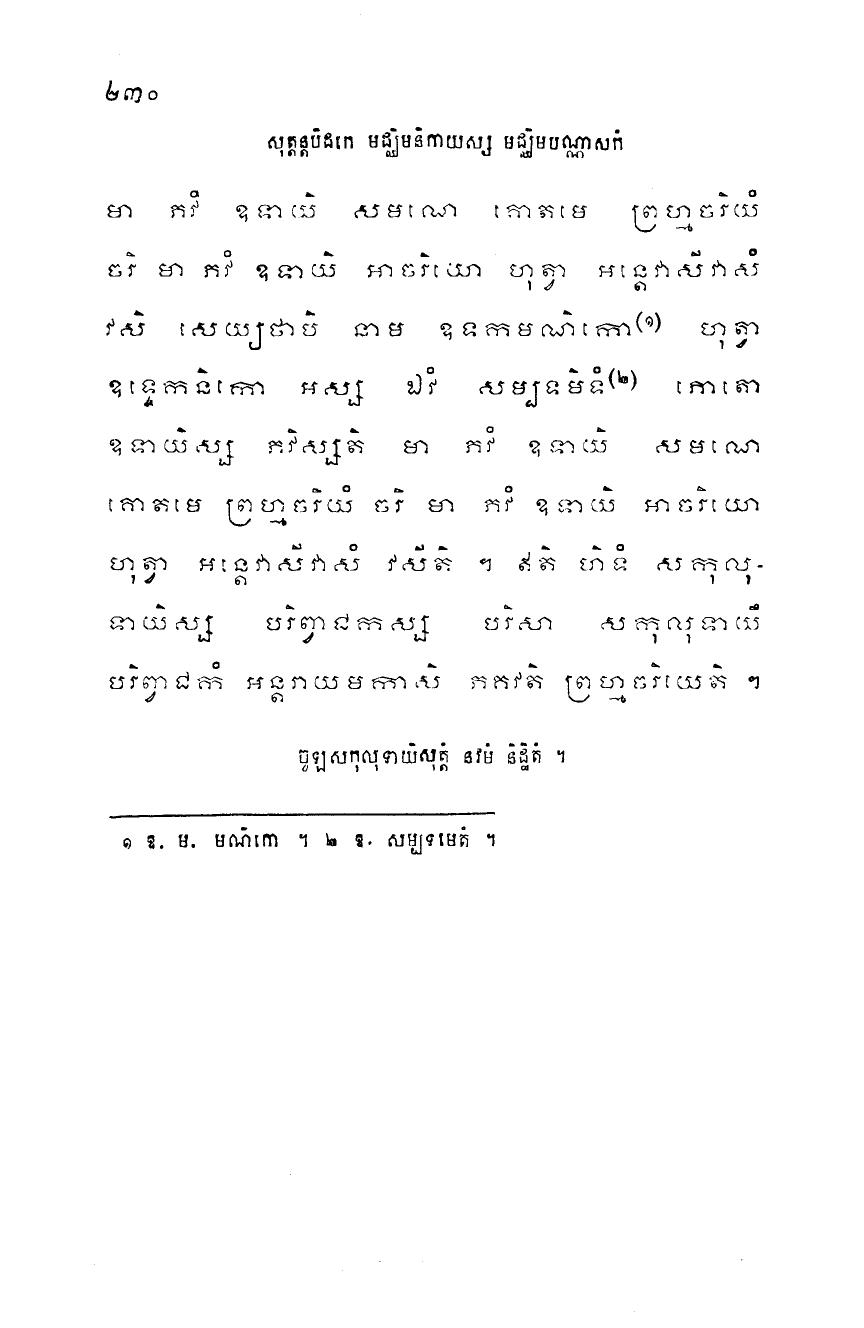 ២៣០
សុត្តន្តបិដកេ មជ្ឈិមនិកាយស្ស មជ្ឈិមបណ្ណាសកំ
មា ភវំ ឧទាយិ សមណេ គោតមេ ព្រហ្មចរិយំ
ចរិ មា ភវំ ឧទាយិ អាចរិយោ ហុត្វា អន្តេវាសីវាសំ
វសិ សេយ្យថាបិ នាម ឧទកមណិកោ(១) ហុត្វា
ឧទ្ទេកនិកោ អស្ស ឯវំ សម្បទមិទំ(២) ភោតោ
ឧទាយិស្ស ភវិស្សតិ មា ភវំ ឧទាយិ សមណេ
គោតមេ ព្រហ្មចរិយំ ចរិ មា ភវំ ឧទាយិ អាចរិយោ
ហុត្វា អន្តេវាសីវាសំ វសីតិ ។ ឥតិ ហិទំ សកុលុ-
ទាយិស្ស បរិព្វាជកស្ស បរិសា សកុលុទាយឹ
បរិព្វាជកំ អន្តរាយមកាសិ ភគវតិ ព្រហ្មចរិយេតិ ។
ចូឡសកុលុទាយិសុត្តំ នវមំ និដ្ឋិតំ ។
១ ឱ. ម. មណិកោ ។ ២ ឱ. សម្បទមេតំ ។